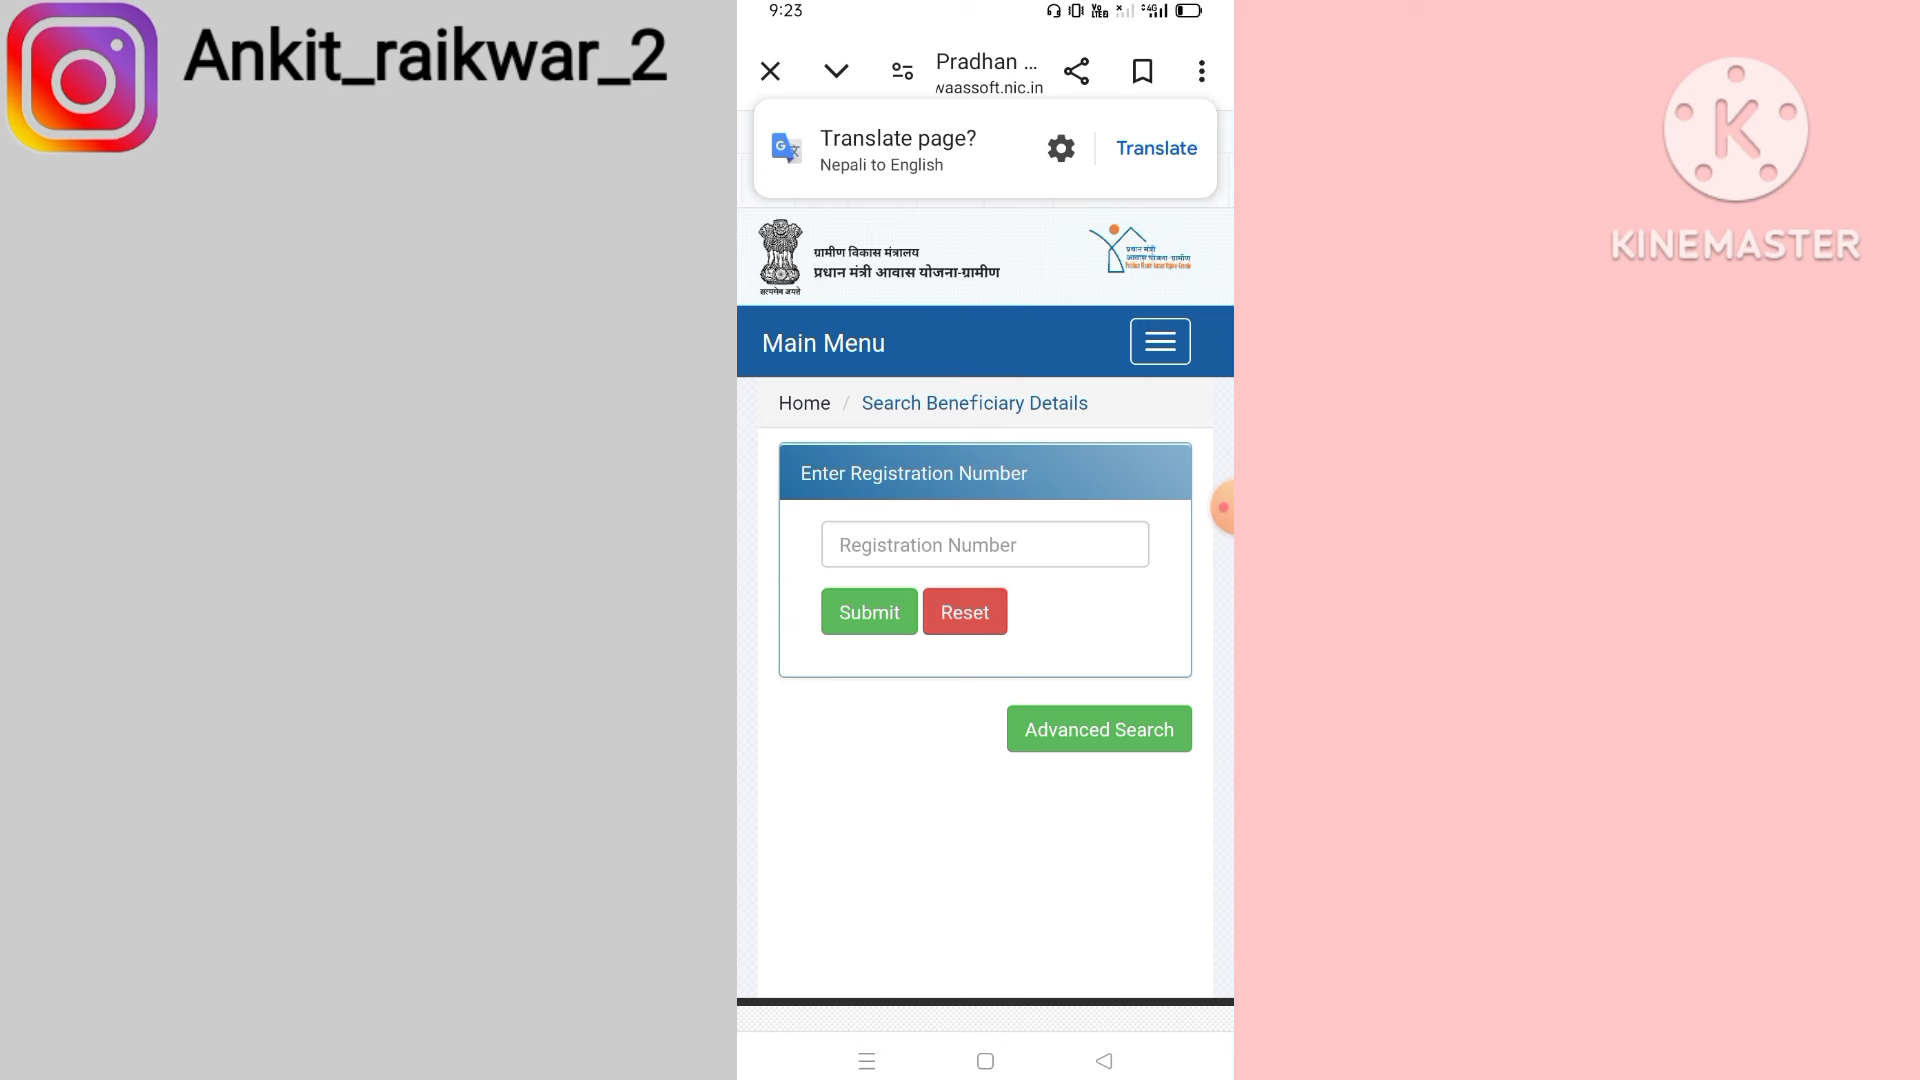 Ankit_raikwar_2
9:23
Pradhan ...
vaassoft.nic.in
Translate page?
Nepali to English
Translate
ग्रामीण विकास मंत्रालय
प्रधान मंत्री आवास योजना-ग्रामीण
सत्यमेव जयते
प्रधान मंत्री
आवास योजना-ग्रामीण
Main Menu
Home / Search Beneficiary Details
Enter Registration Number
Registration Number
Submit Reset
Advanced Search
K
KINEMASTER